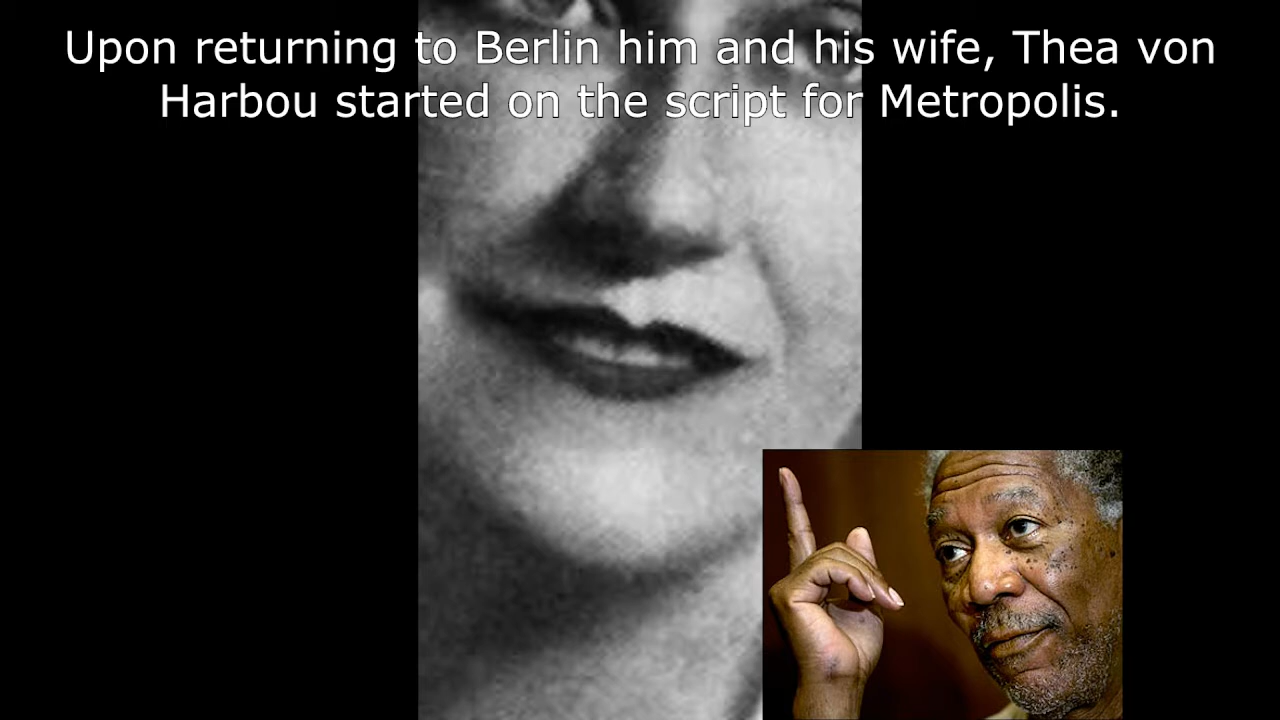 Upon returning to Berlin him and his wife, Thea von
Harbou started on the script for Metropolis.